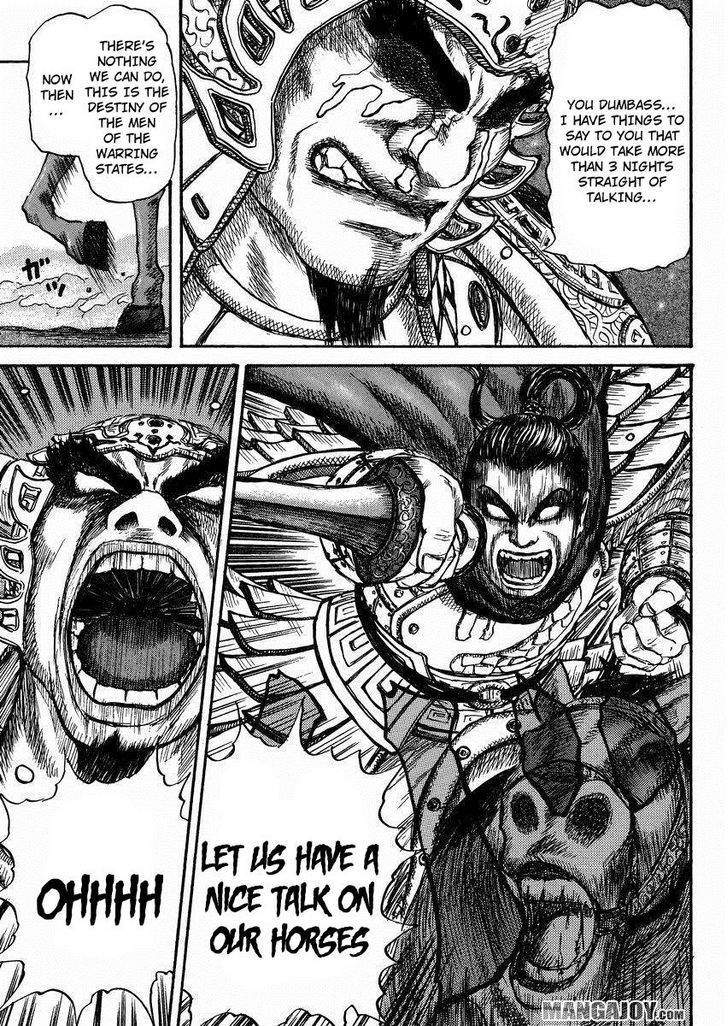 YOU DUMBASS...
I HAVE THINGS TO
SAY TO YOU THAT
WOULD TAKE MORE
THAN 3 NIGHTS
STRAIGHT OF
TALKING...
THERE'S
NOTHING
WE CAN DO,
THIS IS THE
DESTINY OF
THE MEN
OF THE
WARRING
STATES...
NOW
THEN
...
ガッ
LET US HAVE A
NICE TALK ON
OUR HORSES
OHHHH
MANGAJOY.COM